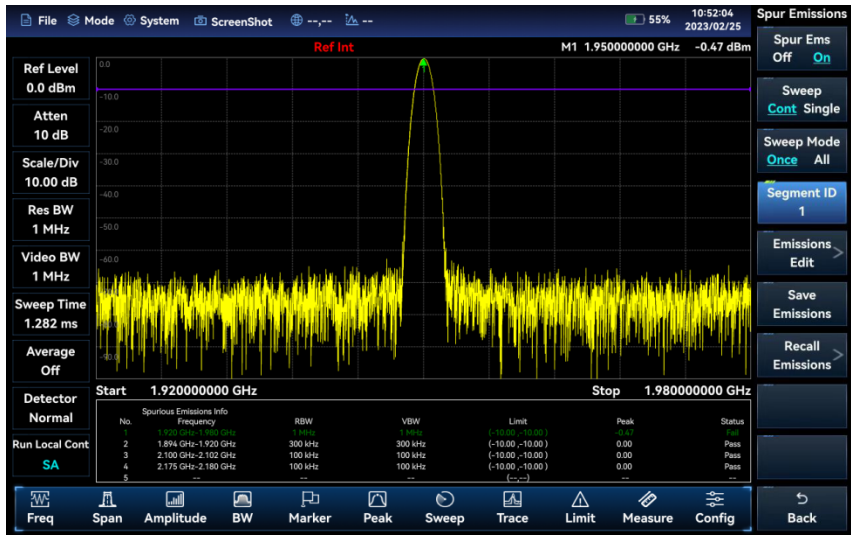 File Mode System ScreenShot --,-- -- 55% 10:52:04 2023/02/25
Spur Emissions
Ref Int M1 1.950000000 GHz -0.47 dBm
Ref Level
0.0 dBm
Atten
10 dB
Scale/Div
10.00 dB
Res BW
1 MHz
Video BW
1 MHz
Sweep Time
1.282 ms
Average
Off
Detector
Normal
Run Local Cont
SA
0.0
-10.0
-20.0
-30.0
-40.0
-50.0
-60.0
-90.0
Start 1.920000000 GHz Stop 1.980000000 GHz
Spurious Emissions Info
No. Frequency RBW VBW Limit Peak Status
1 1.920 GHz-1.980 GHz 1 MHz 1 MHz (-10.00 ,-10.00 ) -0.47 Fail
2 1.894 GHz-1.920 GHz 300 kHz 300 kHz (-10.00 ,-10.00 ) 0.00 Pass
3 2.100 GHz-2.102 GHz 100 kHz 100 kHz (-10.00 ,-10.00 ) 0.00 Pass
4 2.175 GHz-2.180 GHz 100 kHz 100 kHz (-10.00 ,-10.00 ) 0.00 Pass
5 -- -- -- (--,--) -- --
Spur Ems
Off On
Sweep
Cont Single
Sweep Mode
Once All
Segment ID
1
Emissions
Edit
Save
Emissions
Recall
Emissions
Freq Span Amplitude BW Marker Peak Sweep Trace Limit Measure Config Back